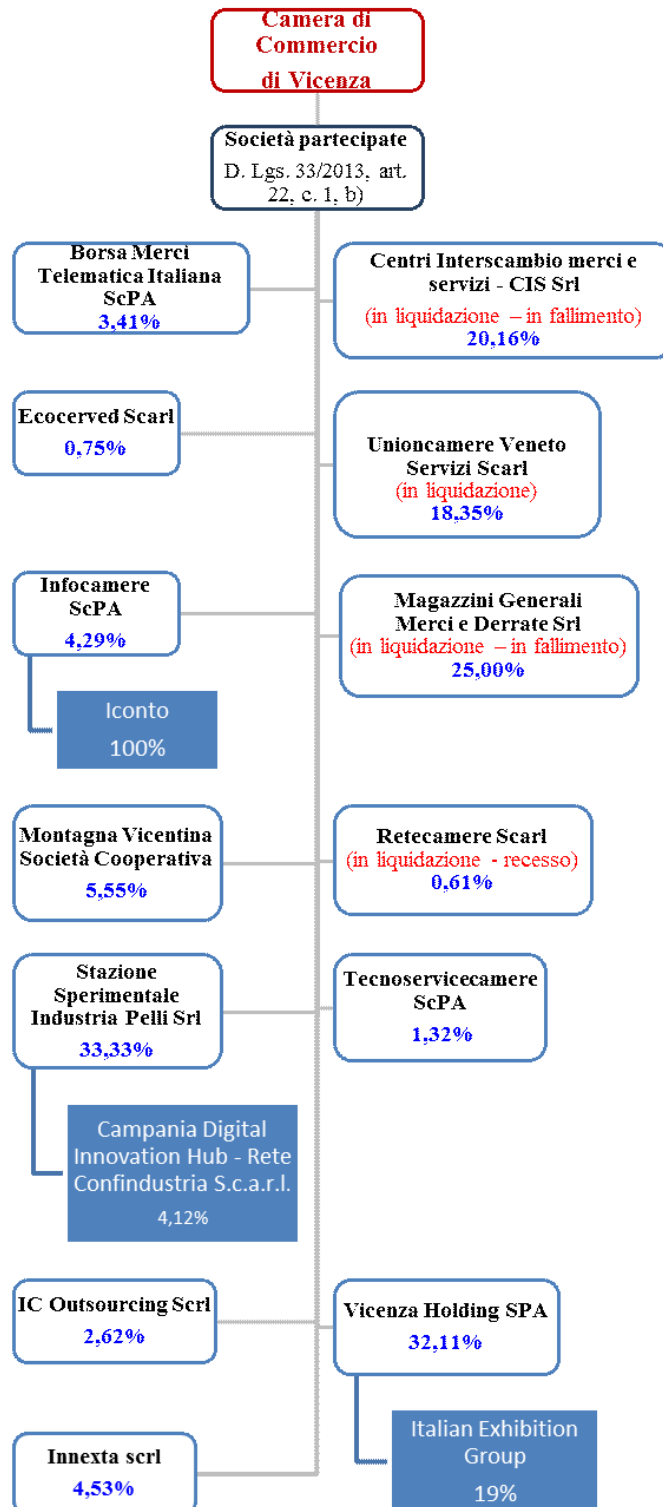 Camera di
Commercio
di Vicenza
Società partecipate
D. Lgs. 33/2013, art.
22, c. 1, b)
Borsa Merci
Telematica Italiana
ScPA
3,41%
Centri Interscambio merci e
servizi - CIS Srl
(in liquidazione – in fallimento)
20,16%
Ecocerved Scarl
0,75%
Unioncamere Veneto
Servizi Scarl
(in liquidazione)
18,35%
Infocamere
ScPA
4,29%
Magazzini Generali
Merci e Derrate Srl
(in liquidazione – in fallimento)
25,00%
Iconto
100%
Montagna Vicentina
Società Cooperativa
5,55%
Retecamere Scarl
(in liquidazione - recesso)
0,61%
Stazione
Sperimentale
Industria Pelli Srl
33,33%
Tecnoservicecamere
ScPA
1,32%
Campania Digital
Innovation Hub - Rete
Confindustria S.c.a.r.l.
4,12%
IC Outsourcing Scrl
2,62%
Vicenza Holding SPA
32,11%
Italian Exhibition
Group
19%
Innexta scrl
4,53%